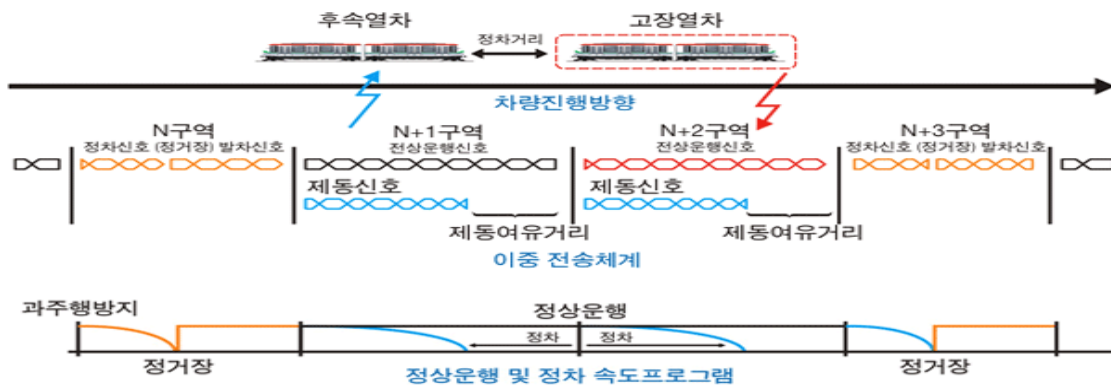 후속열차
고장열차
정차거리
차량진행방향
N구역
N+1구역
N+2구역
N+3구역
정차신호 (정거장) 발차신호
전상운행신호
전상운행신호
정차신호 (정거장) 발차신호
제동신호
제동신호
제동여유거리
제동여유거리
이중 전송체계
과주행방지
정상운행
정차
정차
정거장
정거장
정상운행 및 정차 속도프로그램